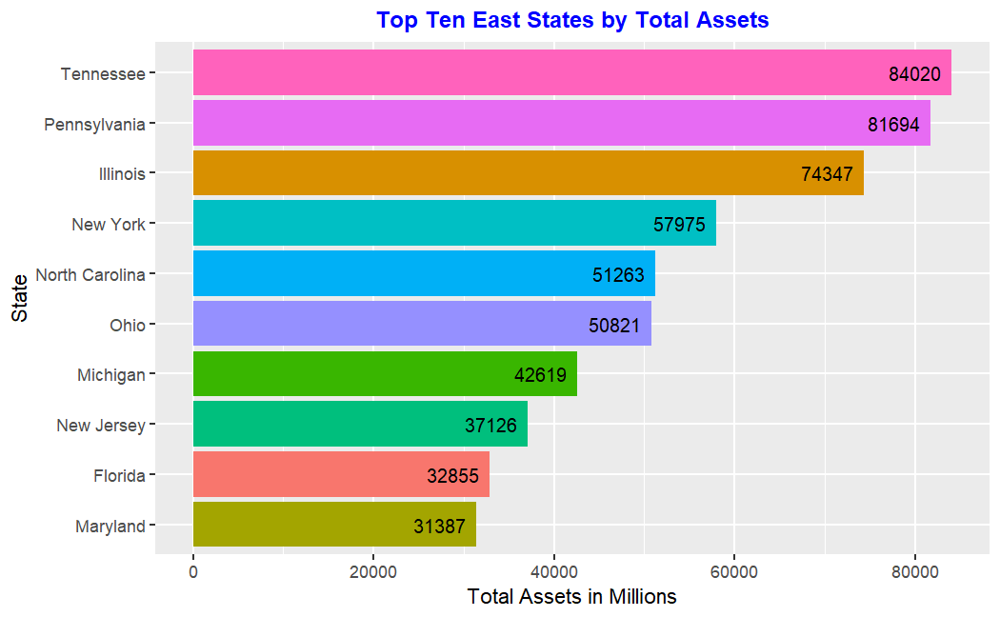 Top Ten East States by Total Assets
Tennessee 84020
Pennsylvania 81694
Illinois 74347
New York 57975
North Carolina 51263
Ohio 50821
Michigan 42619
New Jersey 37126
Florida 32855
Maryland 31387
State
0 20000 40000 60000 80000
Total Assets in Millions